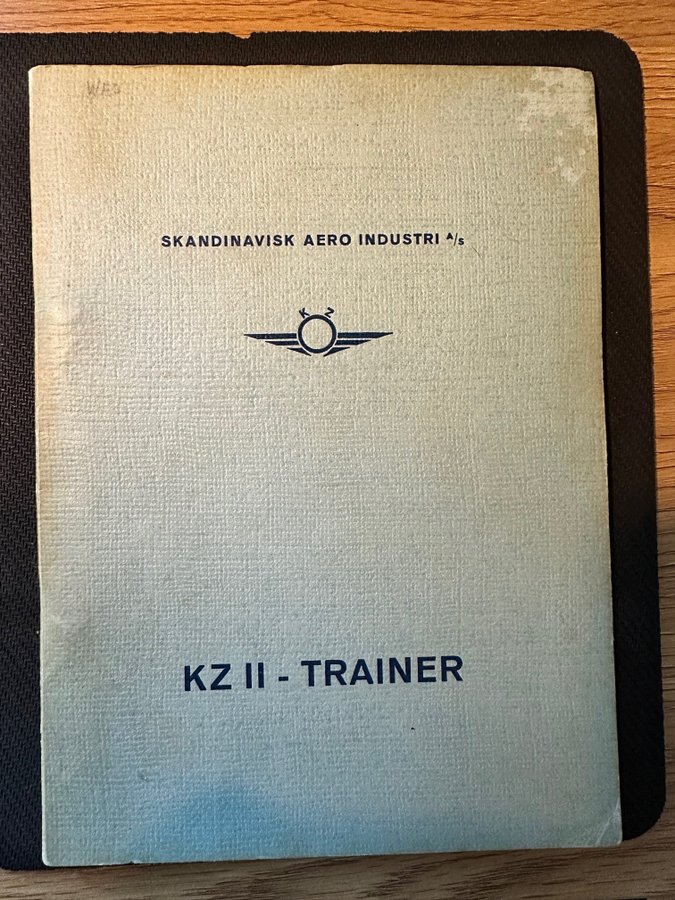 SKANDINAVISK AERO INDUSTRI A/S
KZ
KZ II - TRAINER